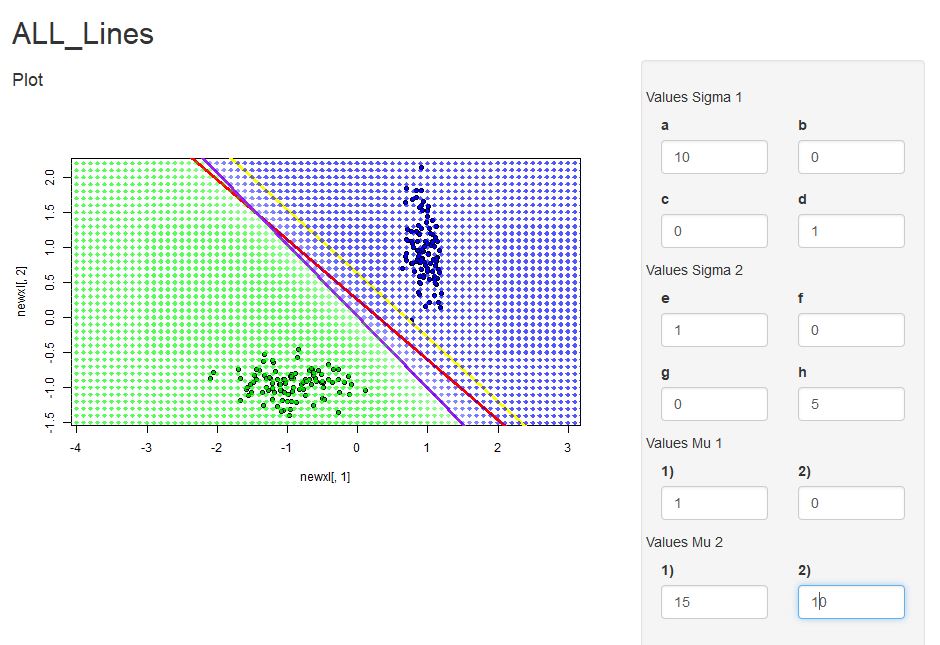 ALL_Lines
Plot
2.0
1.5
1.0
0.5
0.0
-0.5
-1.0
-1.5
newxl[, 2]
-4 -3 -2 -1 0 1 2 3
newxl[, 1]
Values Sigma 1
a b
10 0
c d
0 1
Values Sigma 2
e f
1 0
g h
0 5
Values Mu 1
1) 2)
1 0
Values Mu 2
1) 2)
15 10